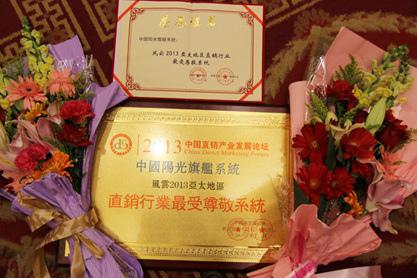 荣誉证书
中国阳光旗舰系统：
风云2013亚太地区直销行业
最受尊敬系统
2013中国直销产业发展论坛
China Direct Marketing Forum
中國陽光旗艦系統
風雲2013亞太地區
直銷行業最受尊敬系統